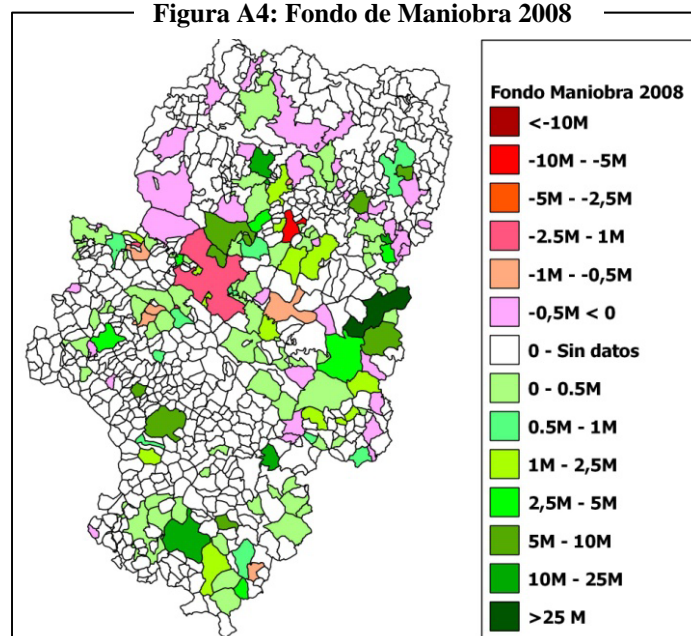 Figura A4: Fondo de Maniobra 2008
Fondo Maniobra 2008
<-10M
-10M - -5M
-5M - -2,5M
-2.5M - 1M
-1M - -0,5M
-0,5M < 0
0 - Sin datos
0 - 0.5M
0.5M - 1M
1M - 2,5M
2,5M - 5M
5M - 10M
10M - 25M
>25 M